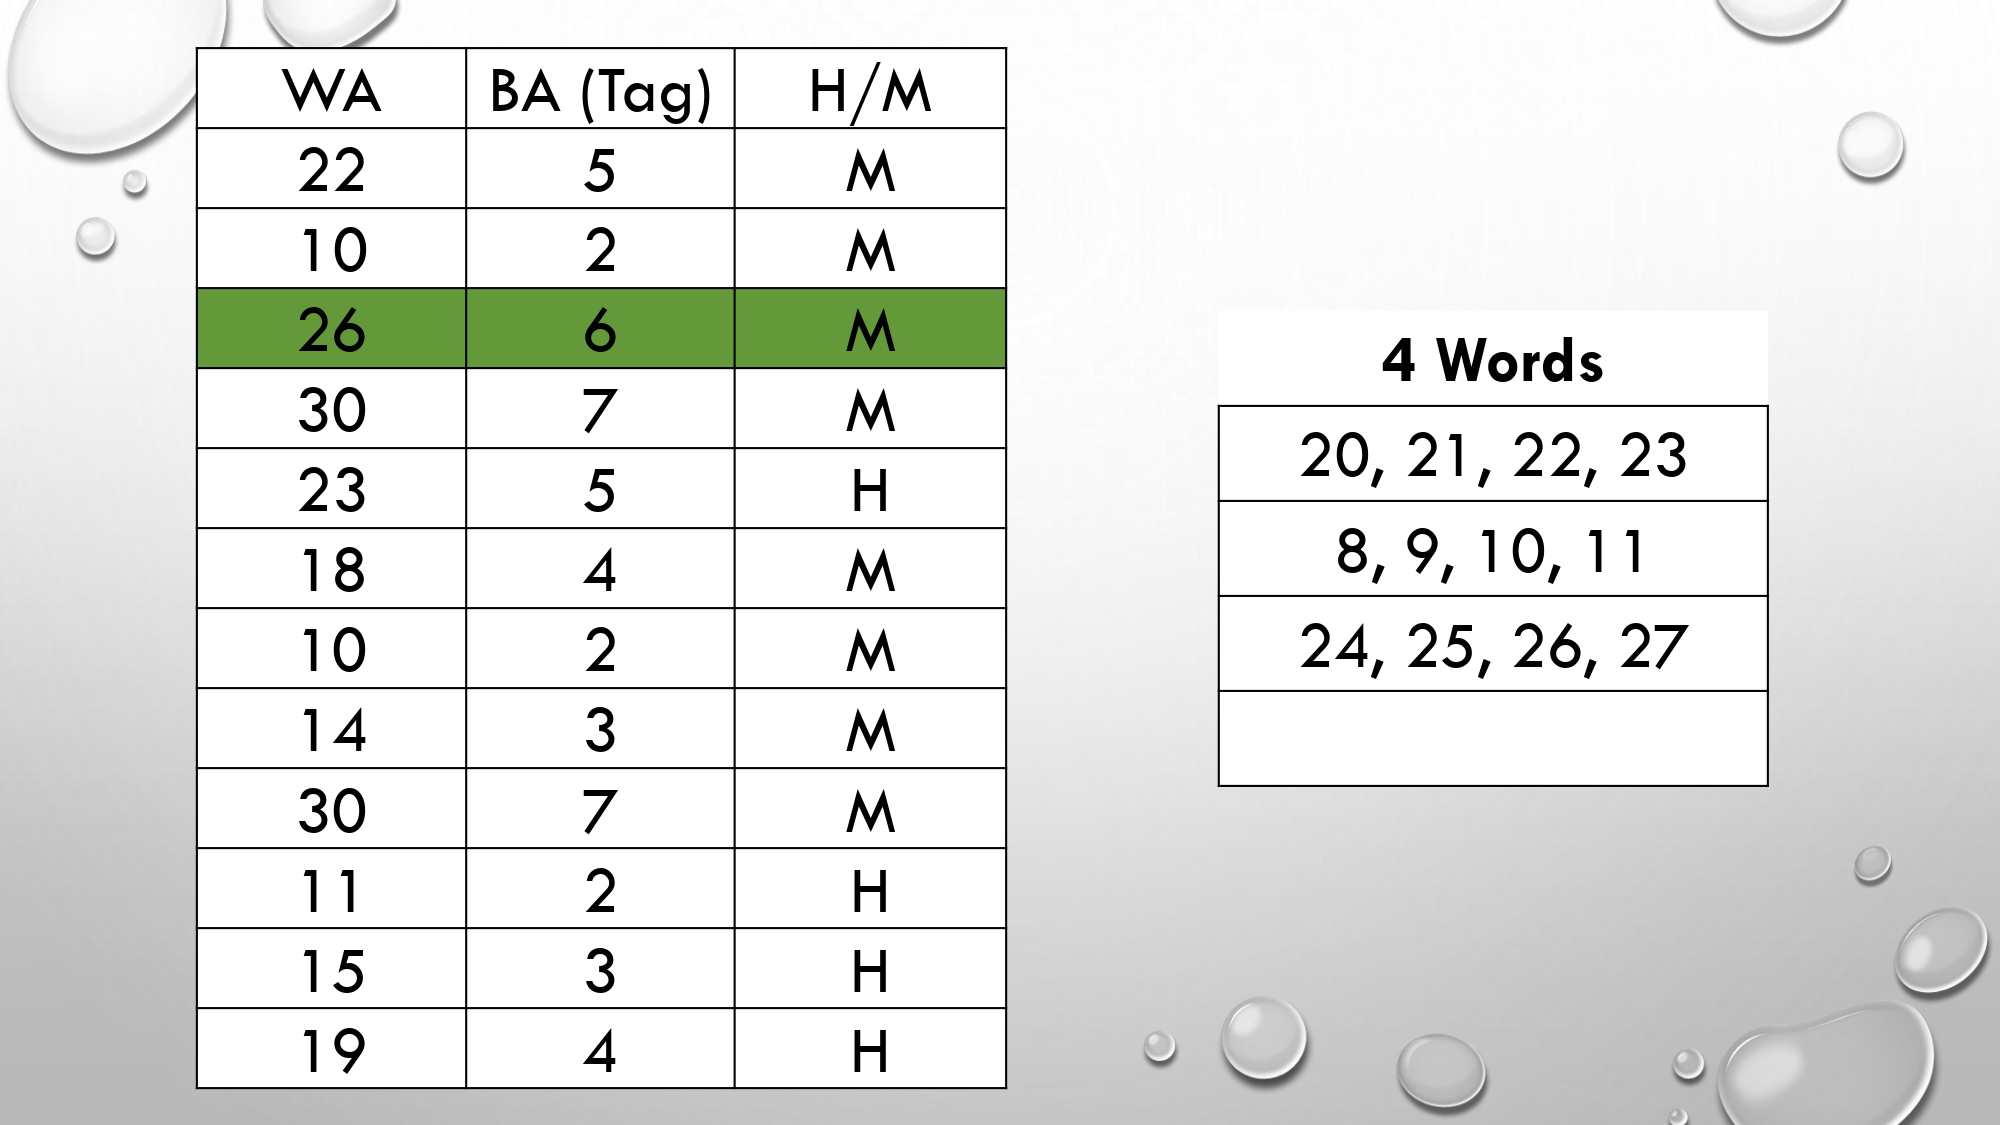 WA BA (Tag) H/M
22 5 M
10 2 M
26 6 M
30 7 M
23 5 H
18 4 M
10 2 M
14 3 M
30 7 M
11 2 H
15 3 H
19 4 H
4 Words
20, 21, 22, 23
8, 9, 10, 11
24, 25, 26, 27